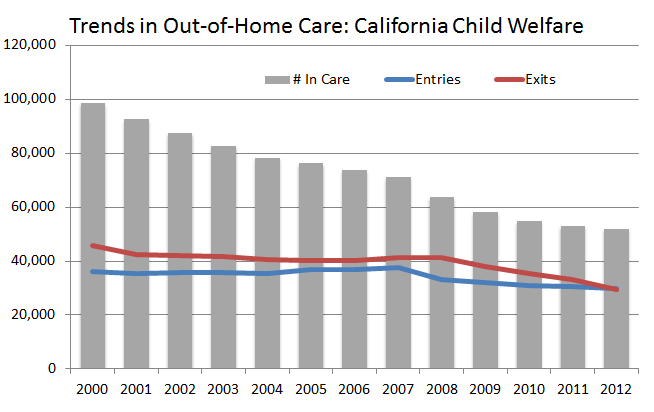 Trends in Out-of-Home Care: California Child Welfare
120,000
# In Care Entries Exits
100,000
80,000
60,000
40,000
20,000
0
2000 2001 2002 2003 2004 2005 2006 2007 2008 2009 2010 2011 2012